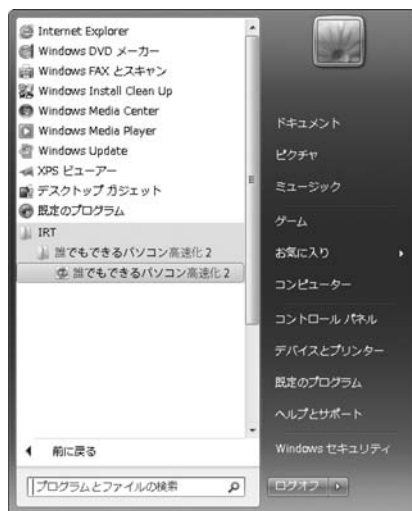 Internet Explorer
Windows DVD メーカー
Windows FAX とスキャン
Windows Install Clean Up
Windows Media Center
Windows Media Player
Windows Update
XPS ビューアー
デスクトップ ガジェット
既定のプログラム
IRT
誰でもできるパソコン高速化 2
誰でもできるパソコン高速化 2
前に戻る
プログラムとファイルの検索
ドキュメント
ピクチャ
ミュージック
ゲーム
お気に入り
コンピューター
コントロール パネル
デバイスとプリンター
既定のプログラム
ヘルプとサポート
Windows セキュリティ
ログオフ